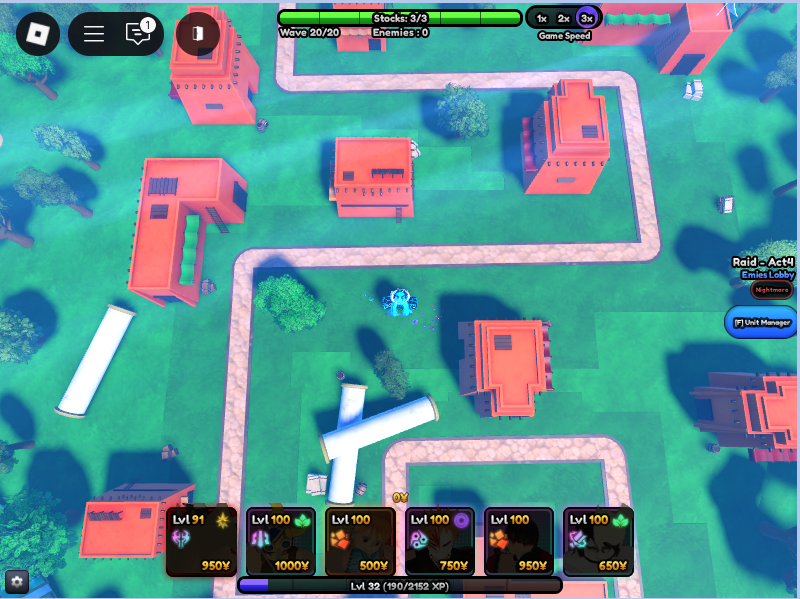 1
Stocks: 3/3
Wave 20/20
Enemies : 0
1x 2x 3x
Game Speed
Raid - Act4
Emies Lobby
Nightmare
[F] Unit Manager
0¥
Lvl 91
950¥
Lvl 100
1000¥
Lvl 100
500¥
Lvl 100
750¥
Lvl 100
950¥
Lvl 100
650¥
Lvl 32 (190/2152 XP)